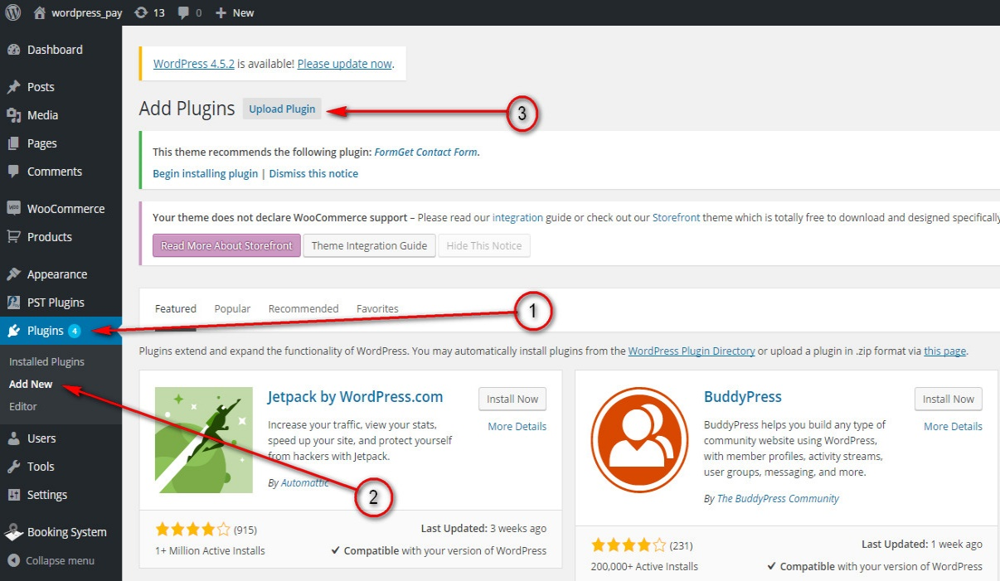 wordpress_pay 13 0 New
Dashboard
Posts
Media
Pages
Comments
WooCommerce
Products
Appearance
PST Plugins
Plugins 4
Installed Plugins
Add New
Editor
Users
Tools
Settings
Booking System
Collapse menu
WordPress 4.5.2 is available! Please update now.
Add Plugins Upload Plugin
3
This theme recommends the following plugin: FormGet Contact Form.
Begin installing plugin | Dismiss this notice
Your theme does not declare WooCommerce support – Please read our integration guide or check out our Storefront theme which is totally free to download and designed specifically
Read More About Storefront Theme Integration Guide Hide This Notice
Featured Popular Recommended Favorites
1
Plugins extend and expand the functionality of WordPress. You may automatically install plugins from the WordPress Plugin Directory or upload a plugin in .zip format via this page.
Jetpack by WordPress.com
Install Now
More Details
Increase your traffic, view your stats,
speed up your site, and protect yourself
from hackers with Jetpack.
By Automattic
2
(915)
Last Updated: 3 weeks ago
1+ Million Active Installs
Compatible with your version of WordPress
BuddyPress
Install Now
More Details
BuddyPress helps you build any type of
community website using WordPress,
with member profiles, activity streams,
user groups, messaging, and more.
By The BuddyPress Community
(231)
Last Updated: 1 week ago
200,000+ Active Installs
Compatible with your version of WordPress